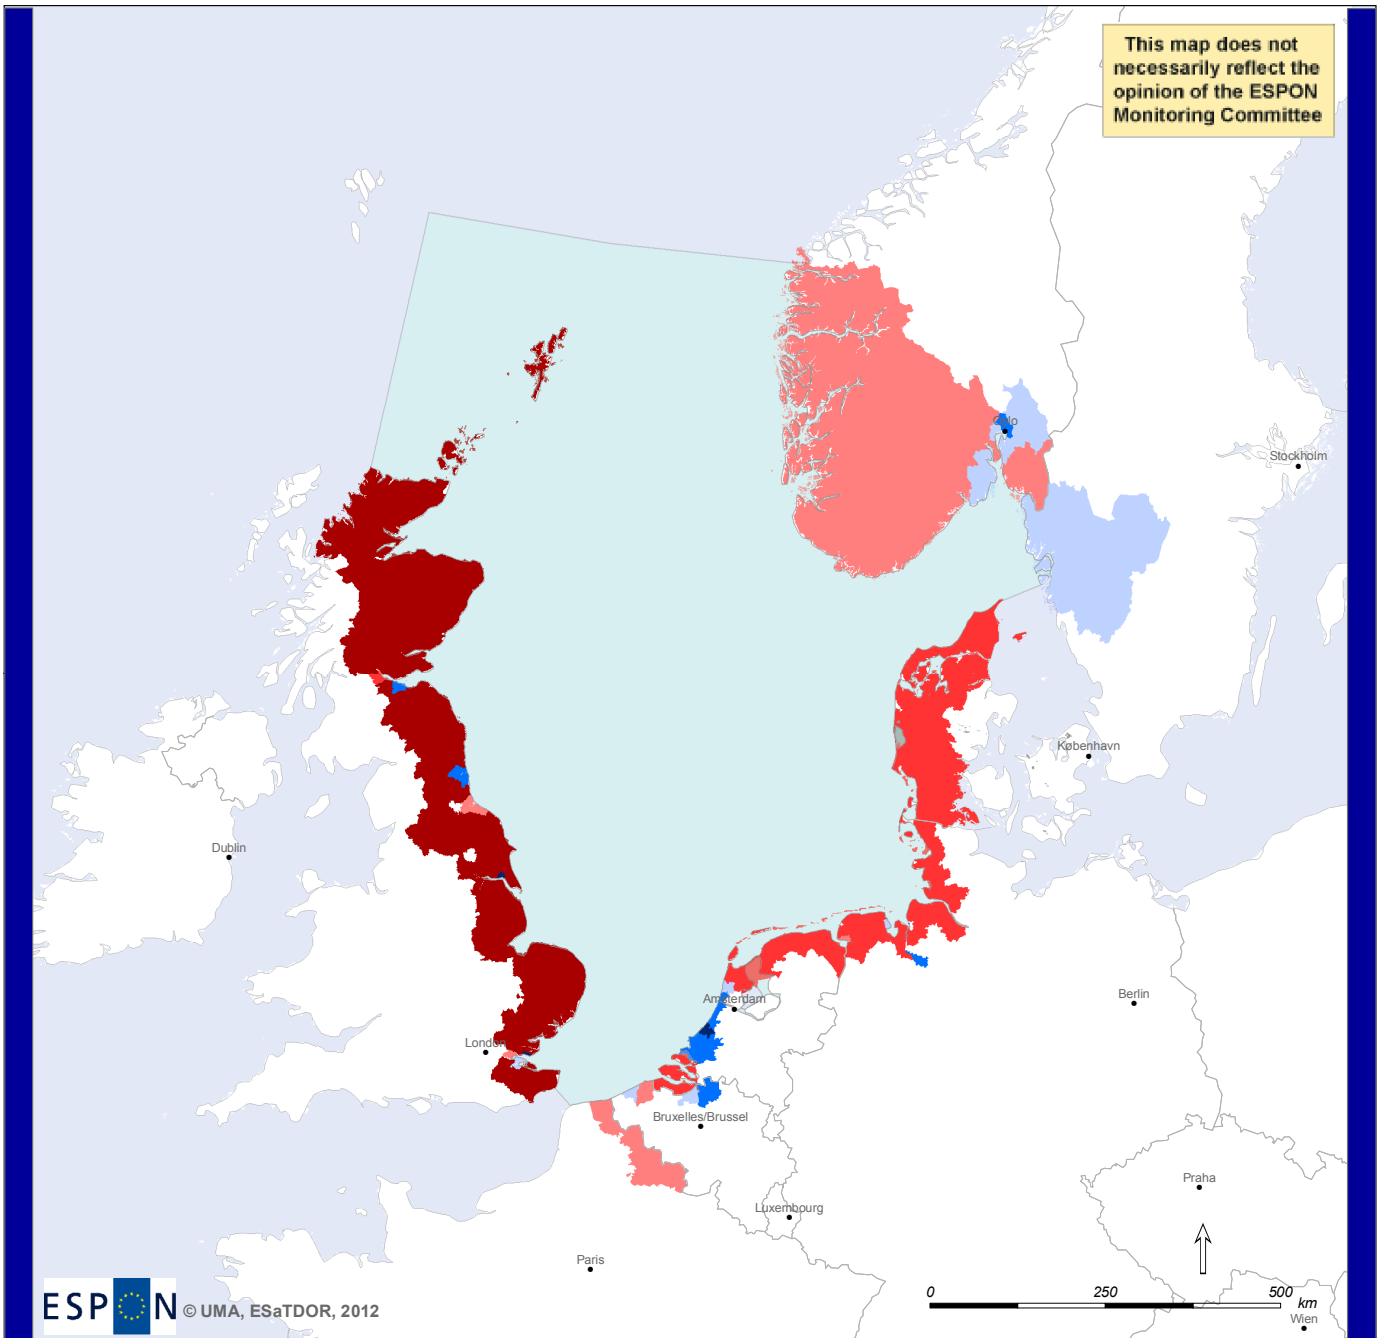 This map does not
necessarily reflect the
opinion of the ESPON
Monitoring Committee
Oslo
Stockholm
København
Dublin
Berlin
Amsterdam
London
Bruxelles/Brussel
Praha
Luxembourg
Paris
0 250 500
km
ESPON © UMA, ESaTDOR, 2012
Wien